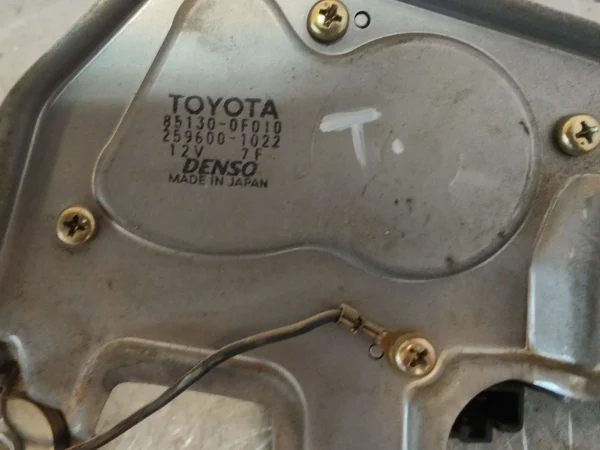 TOYOTA
85130-0F010
259600-1022
12V 7F
DENSO
MADE IN JAPAN
T.